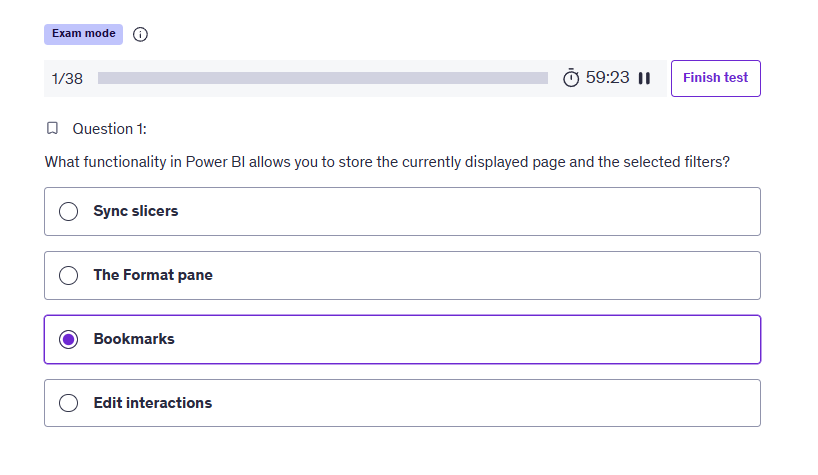 Exam mode
1/38 59:23 Finish test
Question 1:
What functionality in Power BI allows you to store the currently displayed page and the selected filters?
Sync slicers
The Format pane
Bookmarks
Edit interactions